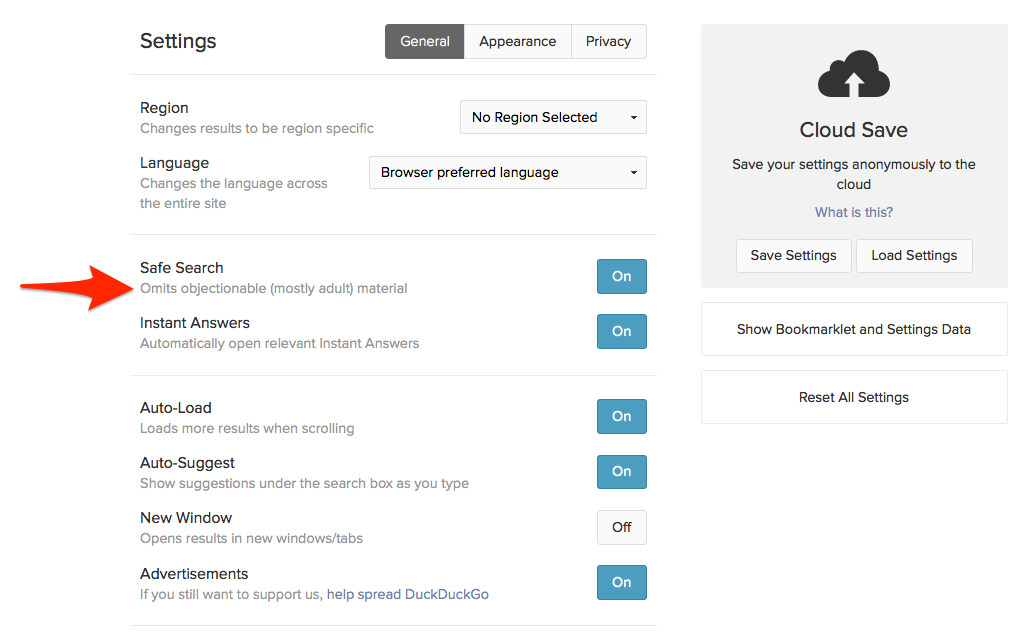 Settings
General Appearance Privacy
Region
Changes results to be region specific
No Region Selected
Language
Changes the language across
the entire site
Browser preferred language
Safe Search
Omits objectionable (mostly adult) material
On
Instant Answers
Automatically open relevant Instant Answers
On
Auto-Load
Loads more results when scrolling
On
Auto-Suggest
Show suggestions under the search box as you type
On
New Window
Opens results in new windows/tabs
Off
Advertisements
If you still want to support us, help spread DuckDuckGo
On
Cloud Save
Save your settings anonymously to the
cloud
What is this?
Save Settings Load Settings
Show Bookmarklet and Settings Data
Reset All Settings